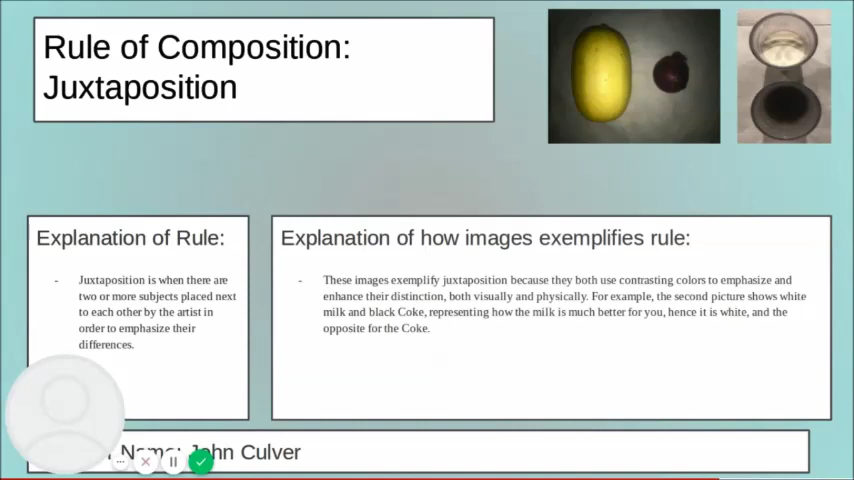 Rule of Composition:
Juxtaposition
Explanation of Rule:
- Juxtaposition is when there are
two or more subjects placed next
to each other by the artist in
order to emphasize their
differences.
Explanation of how images exemplifies rule:
- These images exemplify juxtaposition because they both use contrasting colors to emphasize and
enhance their distinction, both visually and physically. For example, the second picture shows white
milk and black Coke, representing how the milk is much better for you, hence it is white, and the
opposite for the Coke.
Name: John Culver